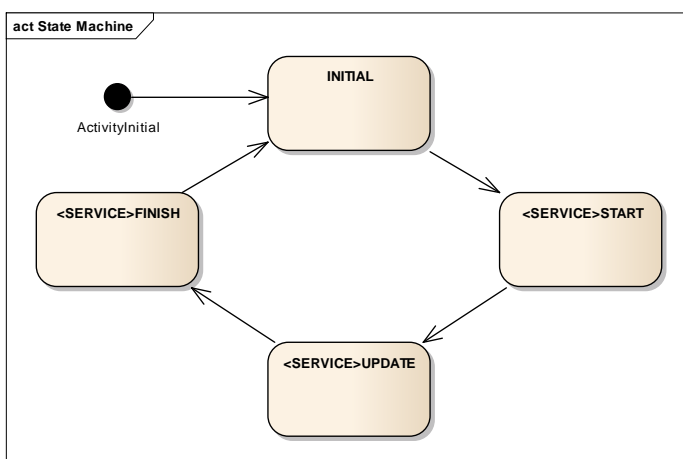 act State Machine
INITIAL
ActivityInitial
<SERVICE>FINISH
<SERVICE>START
<SERVICE>UPDATE